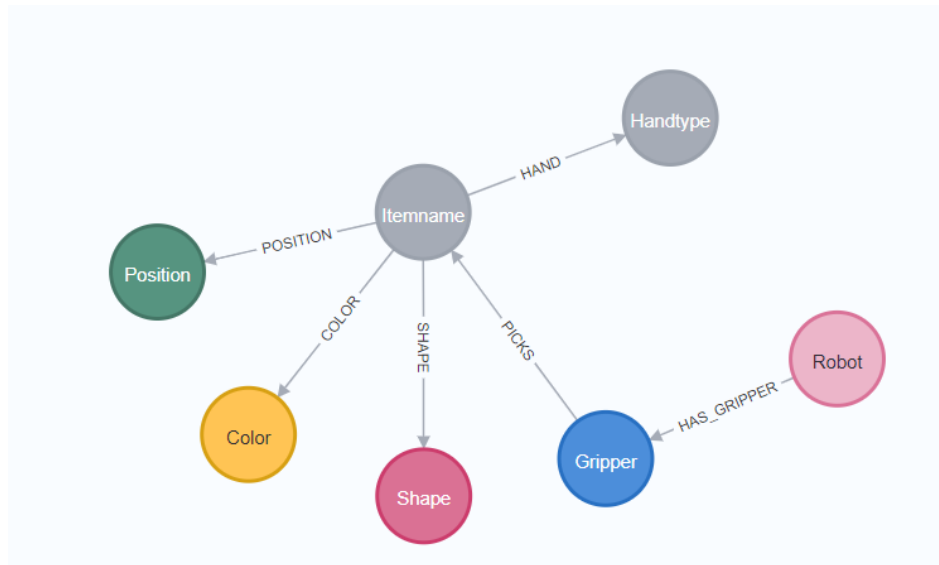 Handtype
HAND
Itemname
POSITION
Position
COLOR
SHAPE
PICKS
Robot
HAS_GRIPPER
Color
Gripper
Shape